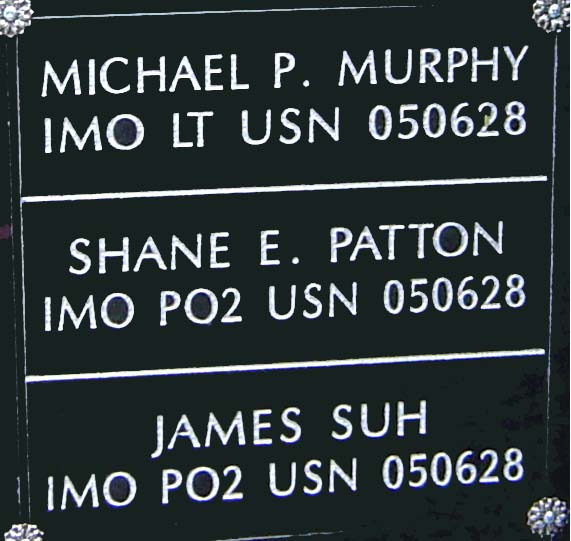 MICHAEL P. MURPHY
IMO LT USN 050628
SHANE E. PATTON
IMO PO2 USN 050628
JAMES SUH
IMO PO2 USN 050628